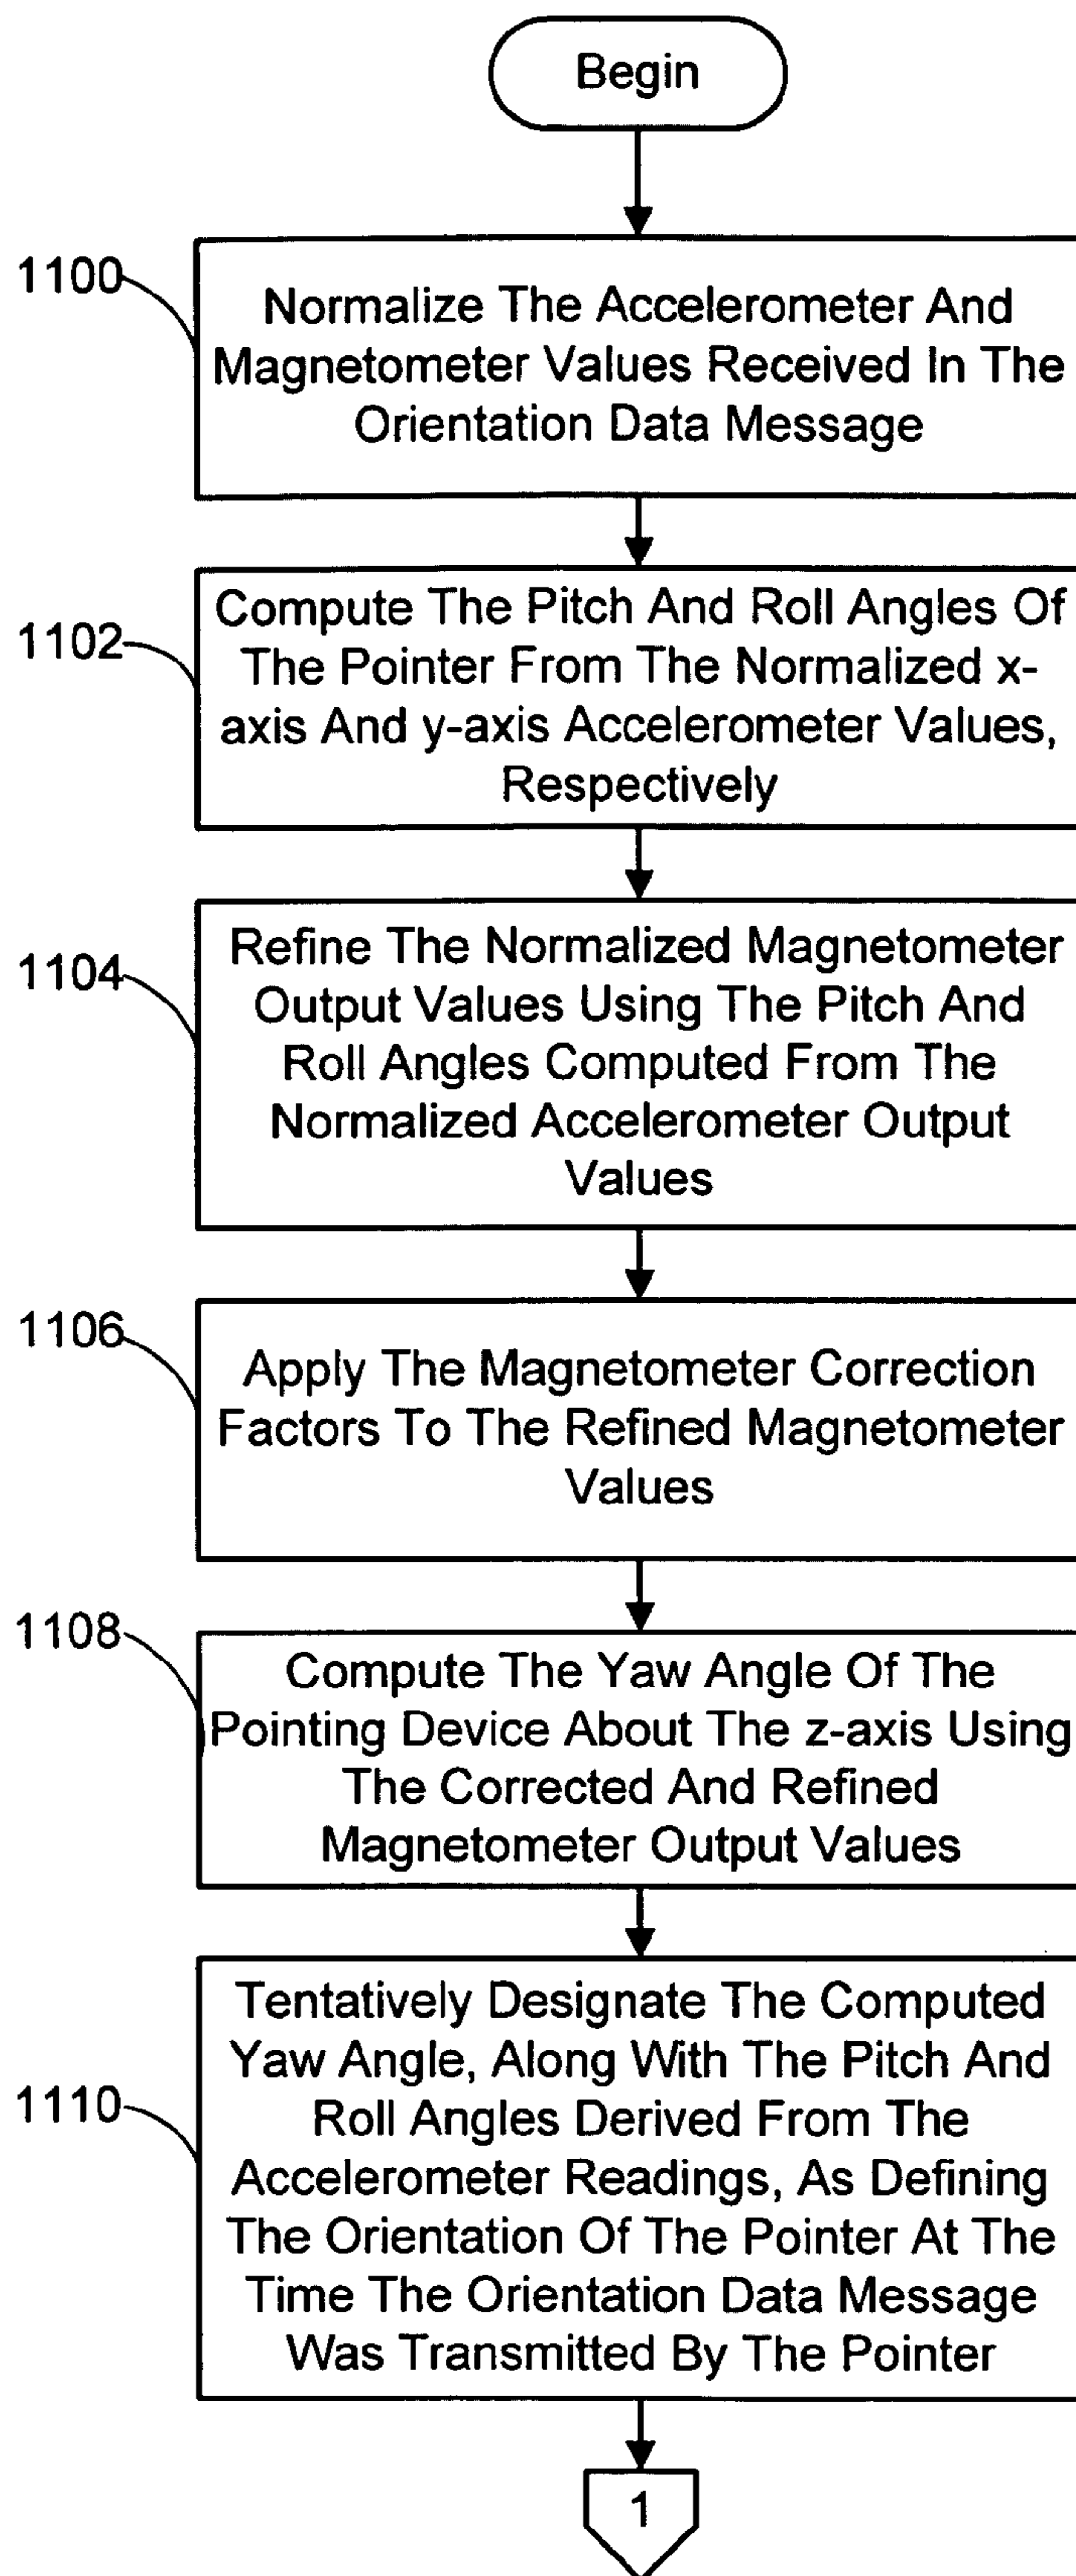 Begin
1100
Normalize The Accelerometer And
Magnetometer Values Received In The
Orientation Data Message
1102
Compute The Pitch And Roll Angles Of
The Pointer From The Normalized x-
axis And y-axis Accelerometer Values,
Respectively
1104
Refine The Normalized Magnetometer
Output Values Using The Pitch And
Roll Angles Computed From The
Normalized Accelerometer Output
Values
1106
Apply The Magnetometer Correction
Factors To The Refined Magnetometer
Values
1108
Compute The Yaw Angle Of The
Pointing Device About The z-axis Using
The Corrected And Refined
Magnetometer Output Values
1110
Tentatively Designate The Computed
Yaw Angle, Along With The Pitch And
Roll Angles Derived From The
Accelerometer Readings, As Defining
The Orientation Of The Pointer At The
Time The Orientation Data Message
Was Transmitted By The Pointer
1